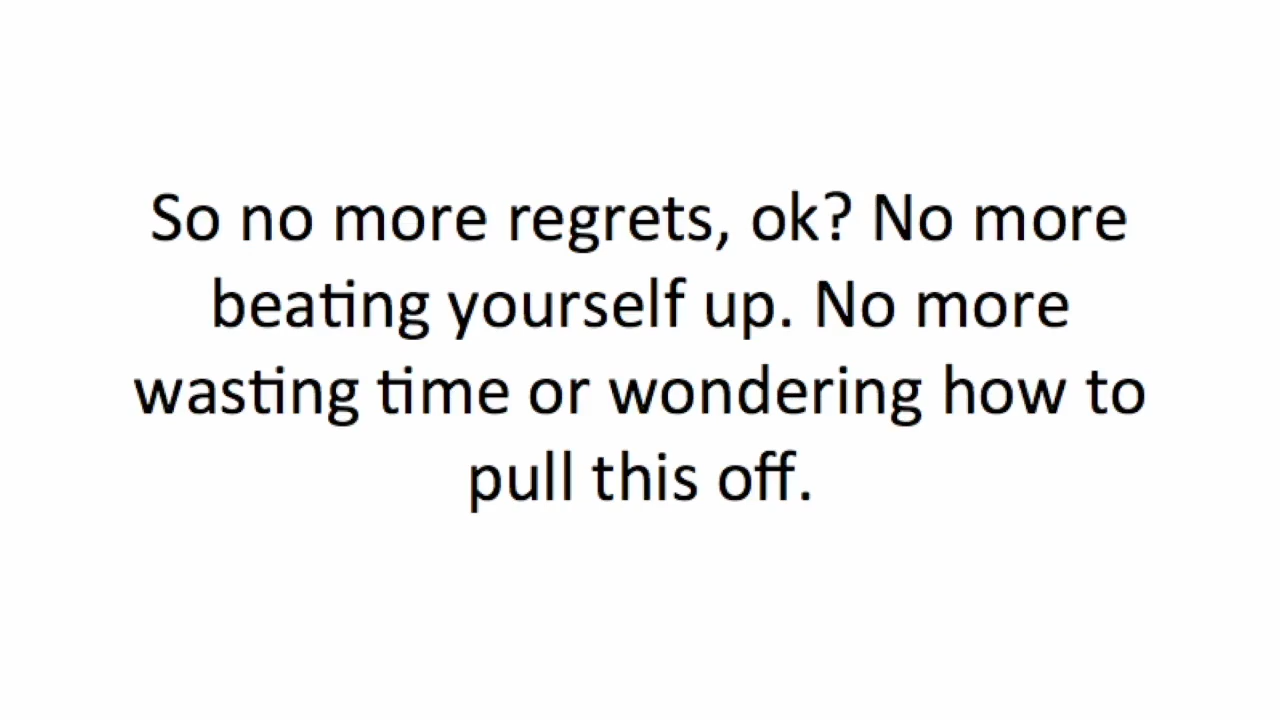 So no more regrets, ok? No more
beating yourself up. No more
wasting time or wondering how to
pull this off.